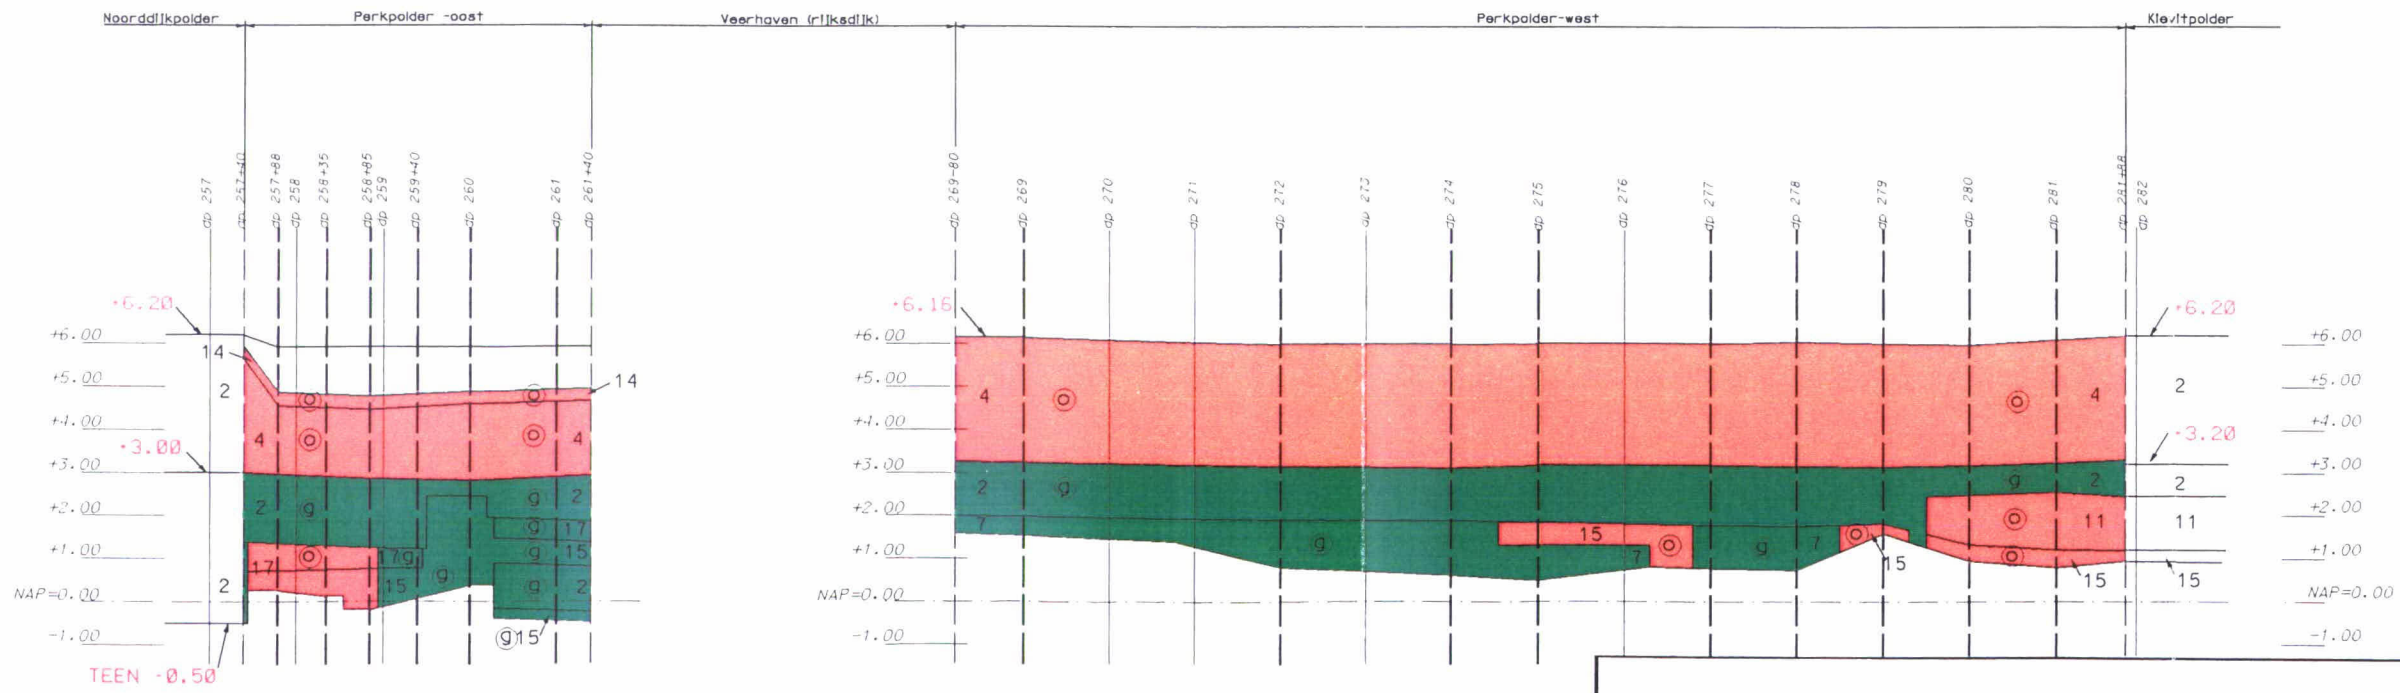 Noorddijkpolder
Perkpolder -oost
Veerhaven (rijksdijk)
Perkpolder-west
Kievitpolder
dp 257
dp 257+40
dp 257+88
dp 258
dp 258+35
dp 258+85
dp 259
dp 259+40
dp 260
dp 261
dp 261+40
dp 269-80
dp 269
dp 270
dp 271
dp 272
dp 273
dp 274
dp 275
dp 276
dp 277
dp 278
dp 279
dp 280
dp 281
dp 281+88
dp 282
+6.20
+6.16
+6.20
+6.00
+6.00
+6.00
14
+5.00
2
14
+5.00
4
4
2
+5.00
+4.00
4
4
+4.00
+4.00
+3.00
+3.20
+3.00
+3.00
+3.00
2
g
g
2
2
g
g
2
2
+2.00
g
17
+2.00
7
15
11
11
+2.00
+1.00
17
17g
g
15
+1.00
g
7
g
7
15
+1.00
2
15
g
g
2
15
15
NAP=0.00
NAP=0.00
NAP=0.00
-1.00
g15
-1.00
-1.00
TEEN -0.50